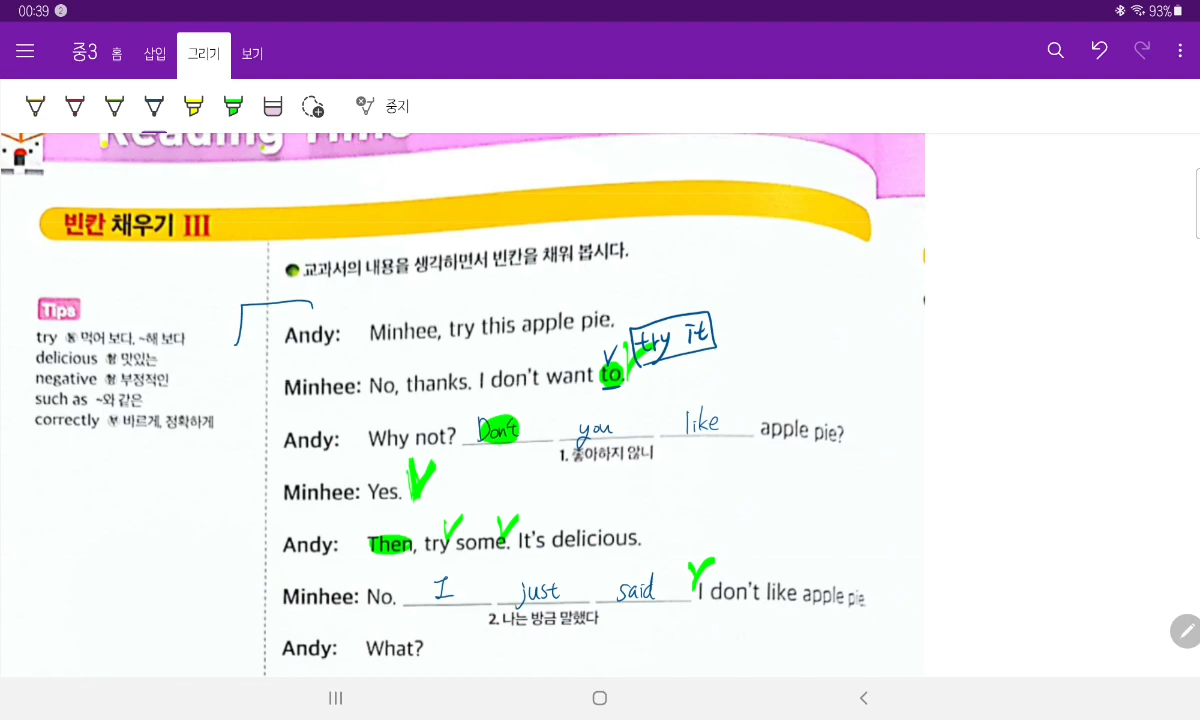 00:39 2 93%
중3 홈 삽입 그리기 보기
중지
Reading Time
빈칸 채우기 III
교과서의 내용을 생각하면서 빈칸을 채워 봅시다.
Tips
try 동 먹어 보다, ~해 보다
delicious 형 맛있는
negative 형 부정적인
such as ~와 같은
correctly 부 바르게, 정확하게
Andy: Minhee, try this apple pie.
try it
Minhee: No, thanks. I don't want to.
Andy: Why not? Don't you like apple pie?
1. 좋아하지 않니
Minhee: Yes.
Andy: Then, try some. It's delicious.
Minhee: No. I just said I don't like apple pie
2. 나는 방금 말했다
Andy: What?